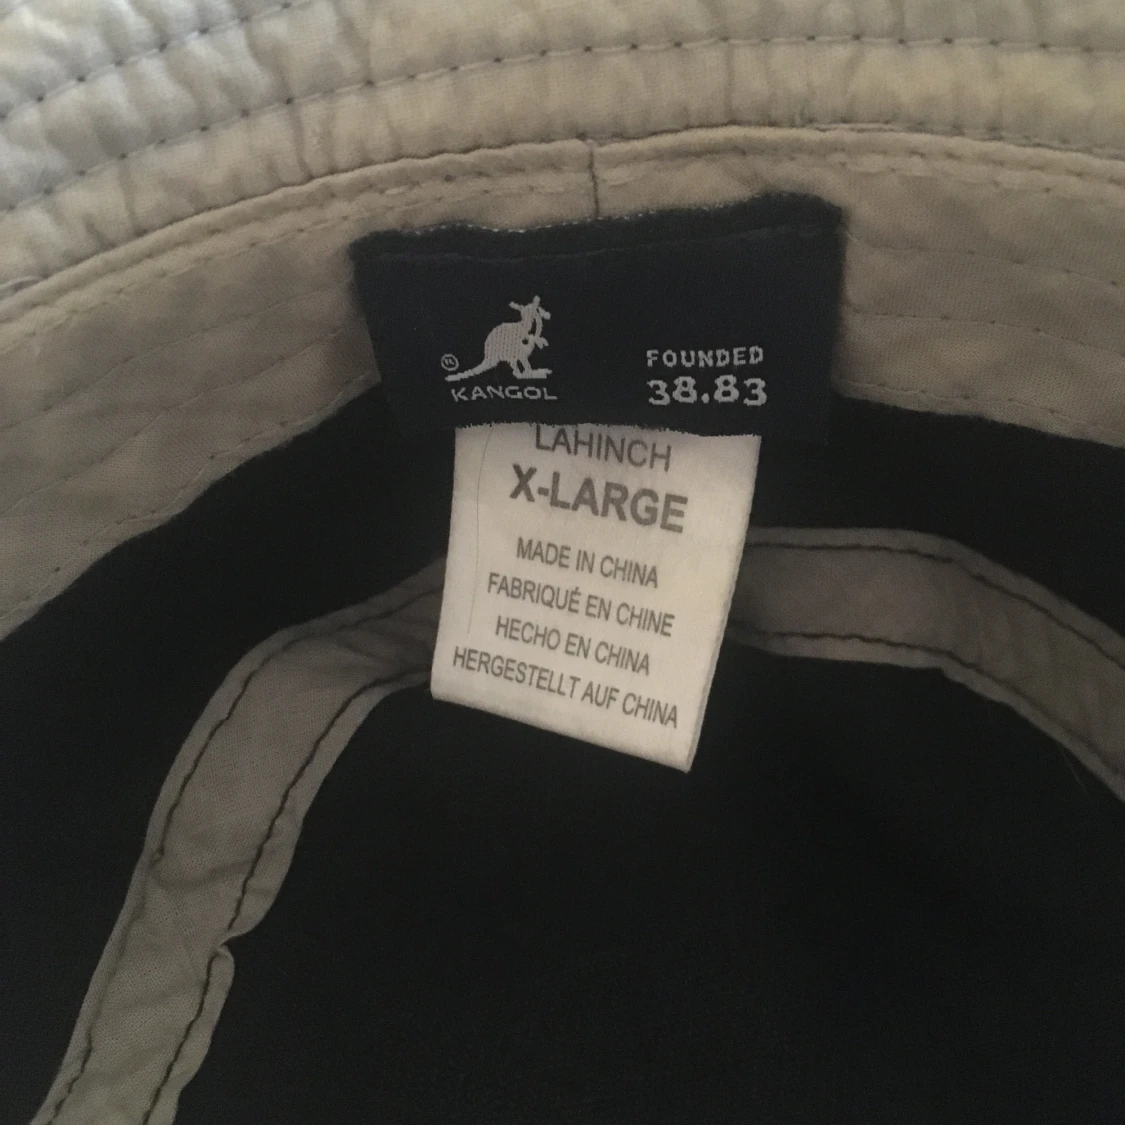 KANGOL
FOUNDED
38.83
LAHINCH
X-LARGE
MADE IN CHINA
FABRIQUÉ EN CHINE
HECHO EN CHINA
HERGESTELLT AUF CHINA